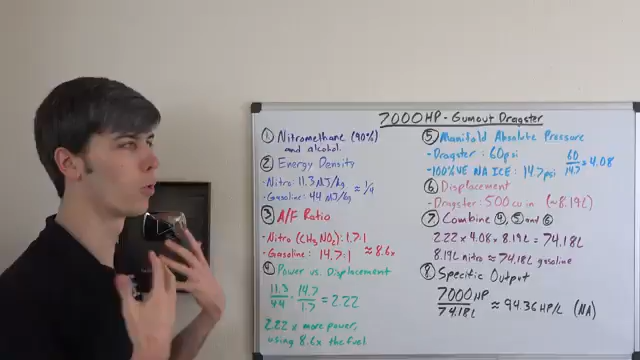 7000HP - Gumout Dragster
① Nitromethane (90%)
and alcohol.
② Energy Density
- Nitro: 11.3 MJ/kg
- Gasoline: 44 MJ/kg
≈ 1/4
③ A/F Ratio
- Nitro (CH3NO2): 1.7:1
- Gasoline: 14.7:1
≈ 8.6x
④ Power vs. Displacement
11.3/44 · 14.7/1.7 = 2.22
2.22 x more power,
using 8.6x the fuel
⑤ Manifold Absolute Pressure
- Dragster: 60psi
- 100% VE NA ICE: 14.7psi
60/14.7 = 4.08
⑥ Displacement
- Dragster: 500 cu in (~8.19L)
⑦ Combine ④, ⑤ and ⑥
2.22 x 4.08 x 8.19L = 74.18L
8.19L nitro ≈ 74.18L gasoline
⑧ Specific Output
7000HP/74.18L ≈ 94.36 HP/L (NA)